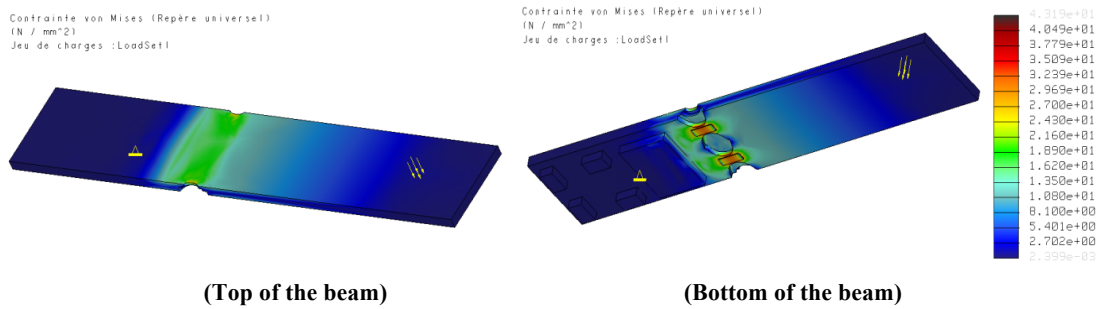 Contrainte von Mises (Repère universel)
(N / mm^2)
Jeu de charges :LoadSet1
Contrainte von Mises (Repère universel)
(N / mm^2)
Jeu de charges :LoadSet1
4.319e+01
4.049e+01
3.779e+01
3.509e+01
3.239e+01
2.969e+01
2.700e+01
2.430e+01
2.160e+01
1.890e+01
1.620e+01
1.350e+01
1.080e+01
8.100e+00
5.401e+00
2.702e+00
2.399e-03
(Top of the beam)
(Bottom of the beam)